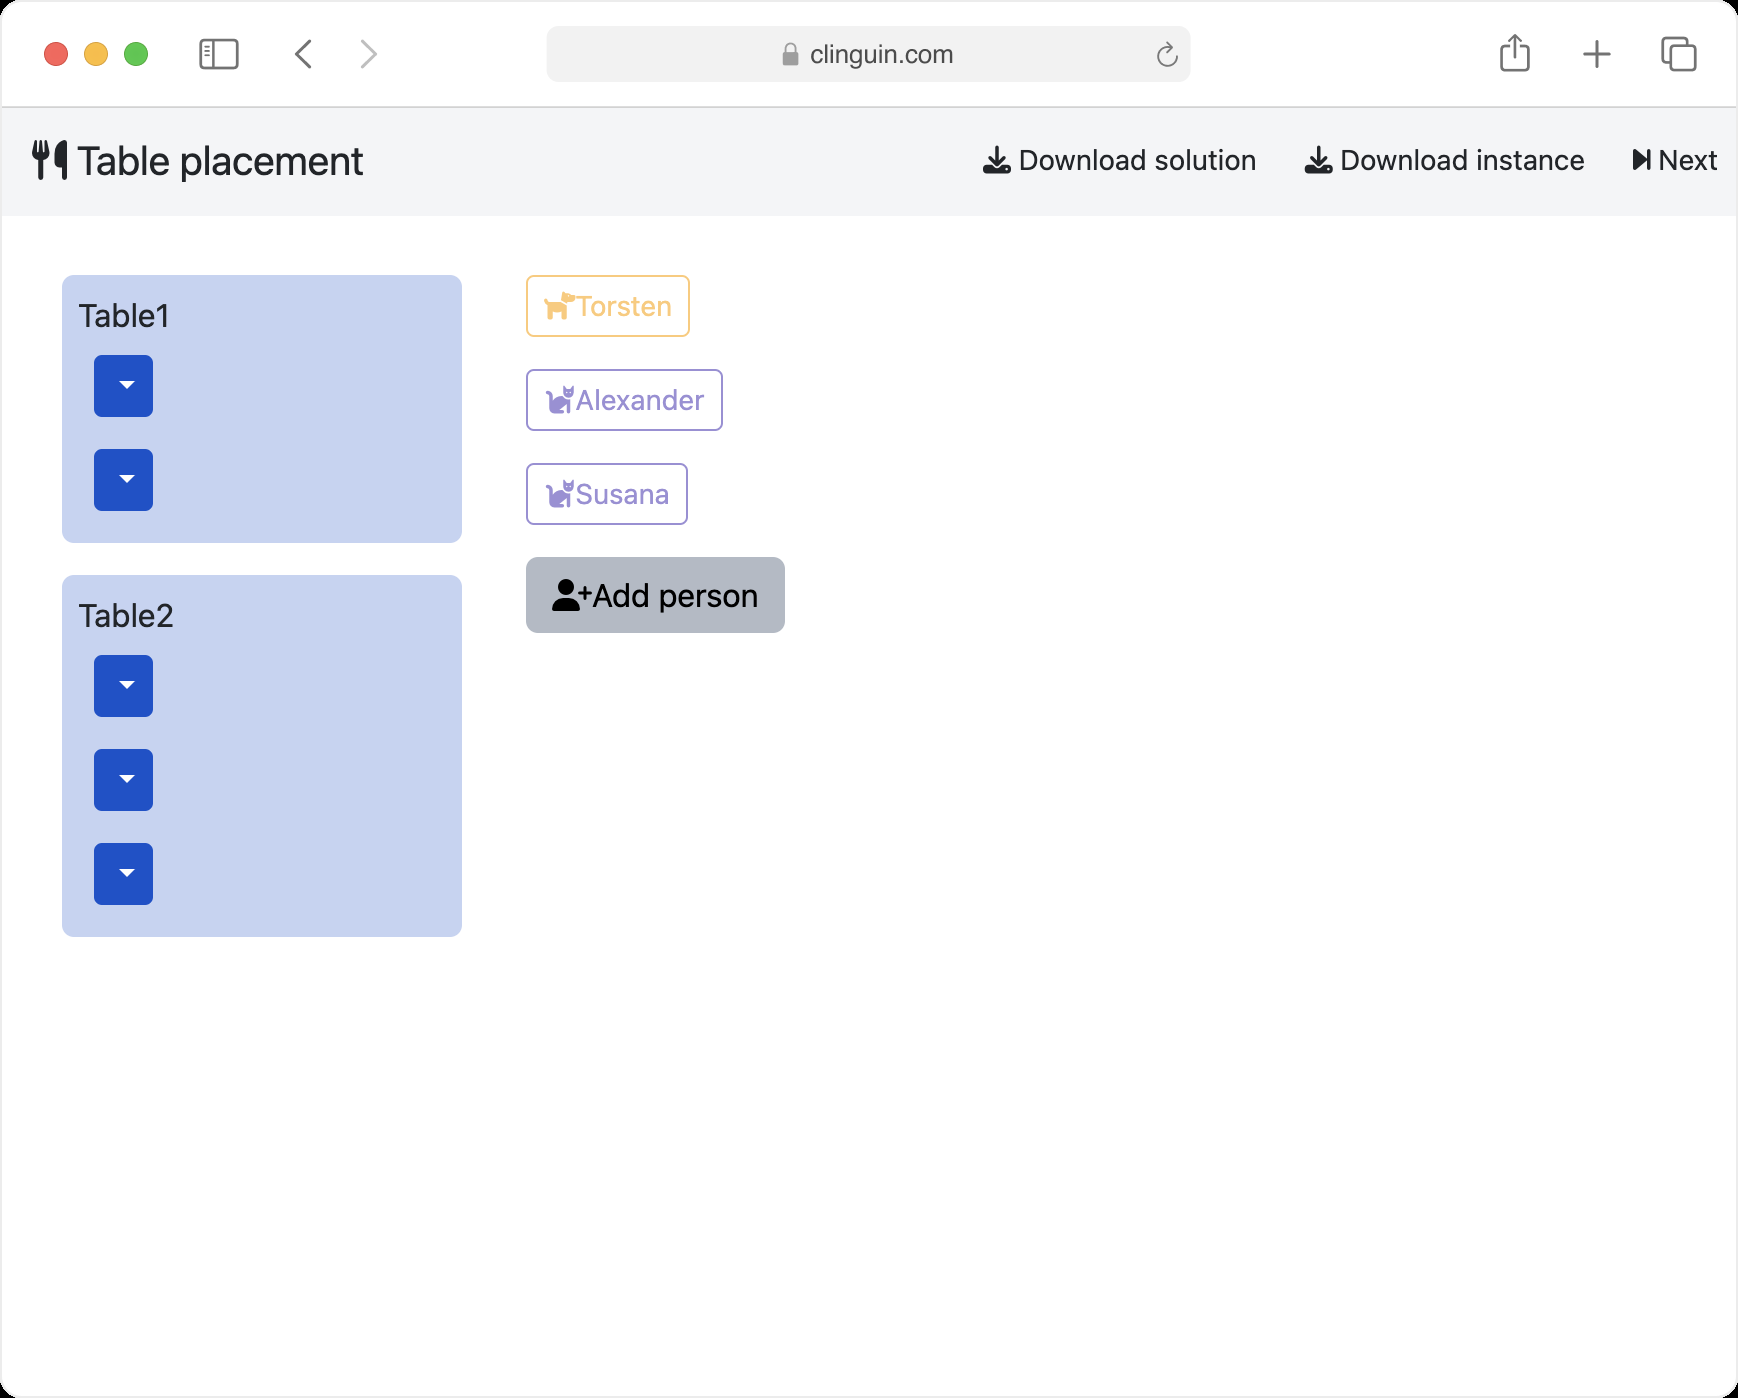 clinguin.com
Table placement
Download solution
Download instance
Next
Table1
Table2
Torsten
Alexander
Susana
Add person